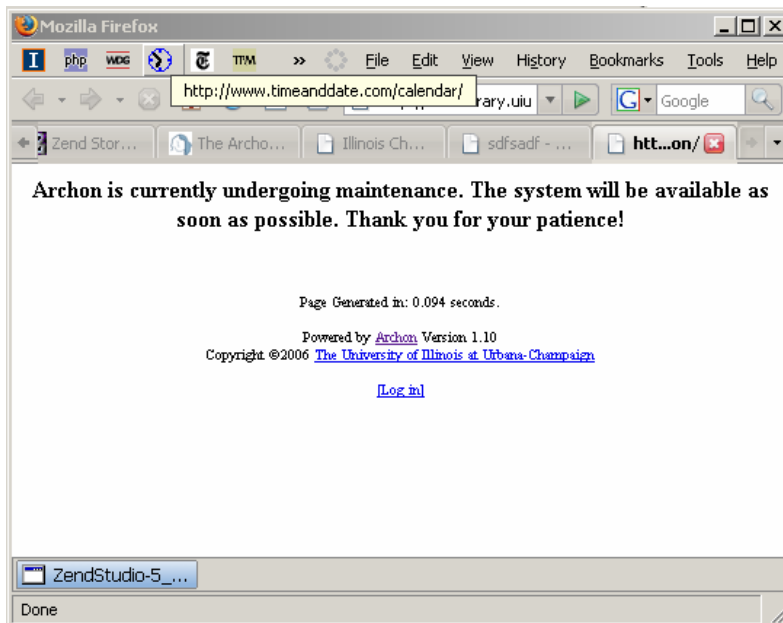 Mozilla Firefox
php WDG TPM » File Edit View History Bookmarks Tools Help
http://www.timeanddate.com/calendar/
rary.uiu Google
Zend Stor... The Archo... Illinois Ch... sdfsadf - ... htt...on/
Archon is currently undergoing maintenance. The system will be available as
soon as possible. Thank you for your patience!
Page Generated in: 0.094 seconds.
Powered by Archon Version 1.10
Copyright ©2006 The University of Illinois at Urbana-Champaign
[Log in]
ZendStudio-5_...
Done